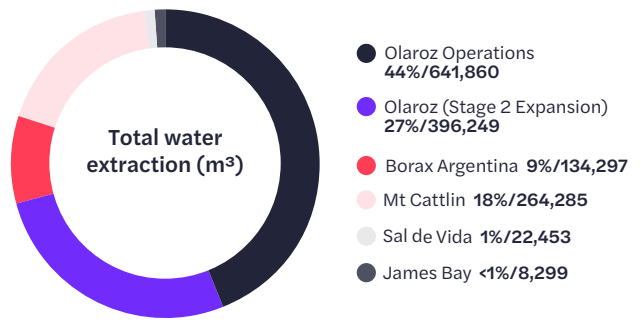 Total water
extraction (m³)
Olaroz Operations
44%/641,860
Olaroz (Stage 2 Expansion)
27%/396,249
Borax Argentina 9%/134,297
Mt Cattlin 18%/264,285
Sal de Vida 1%/22,453
James Bay <1%/8,299